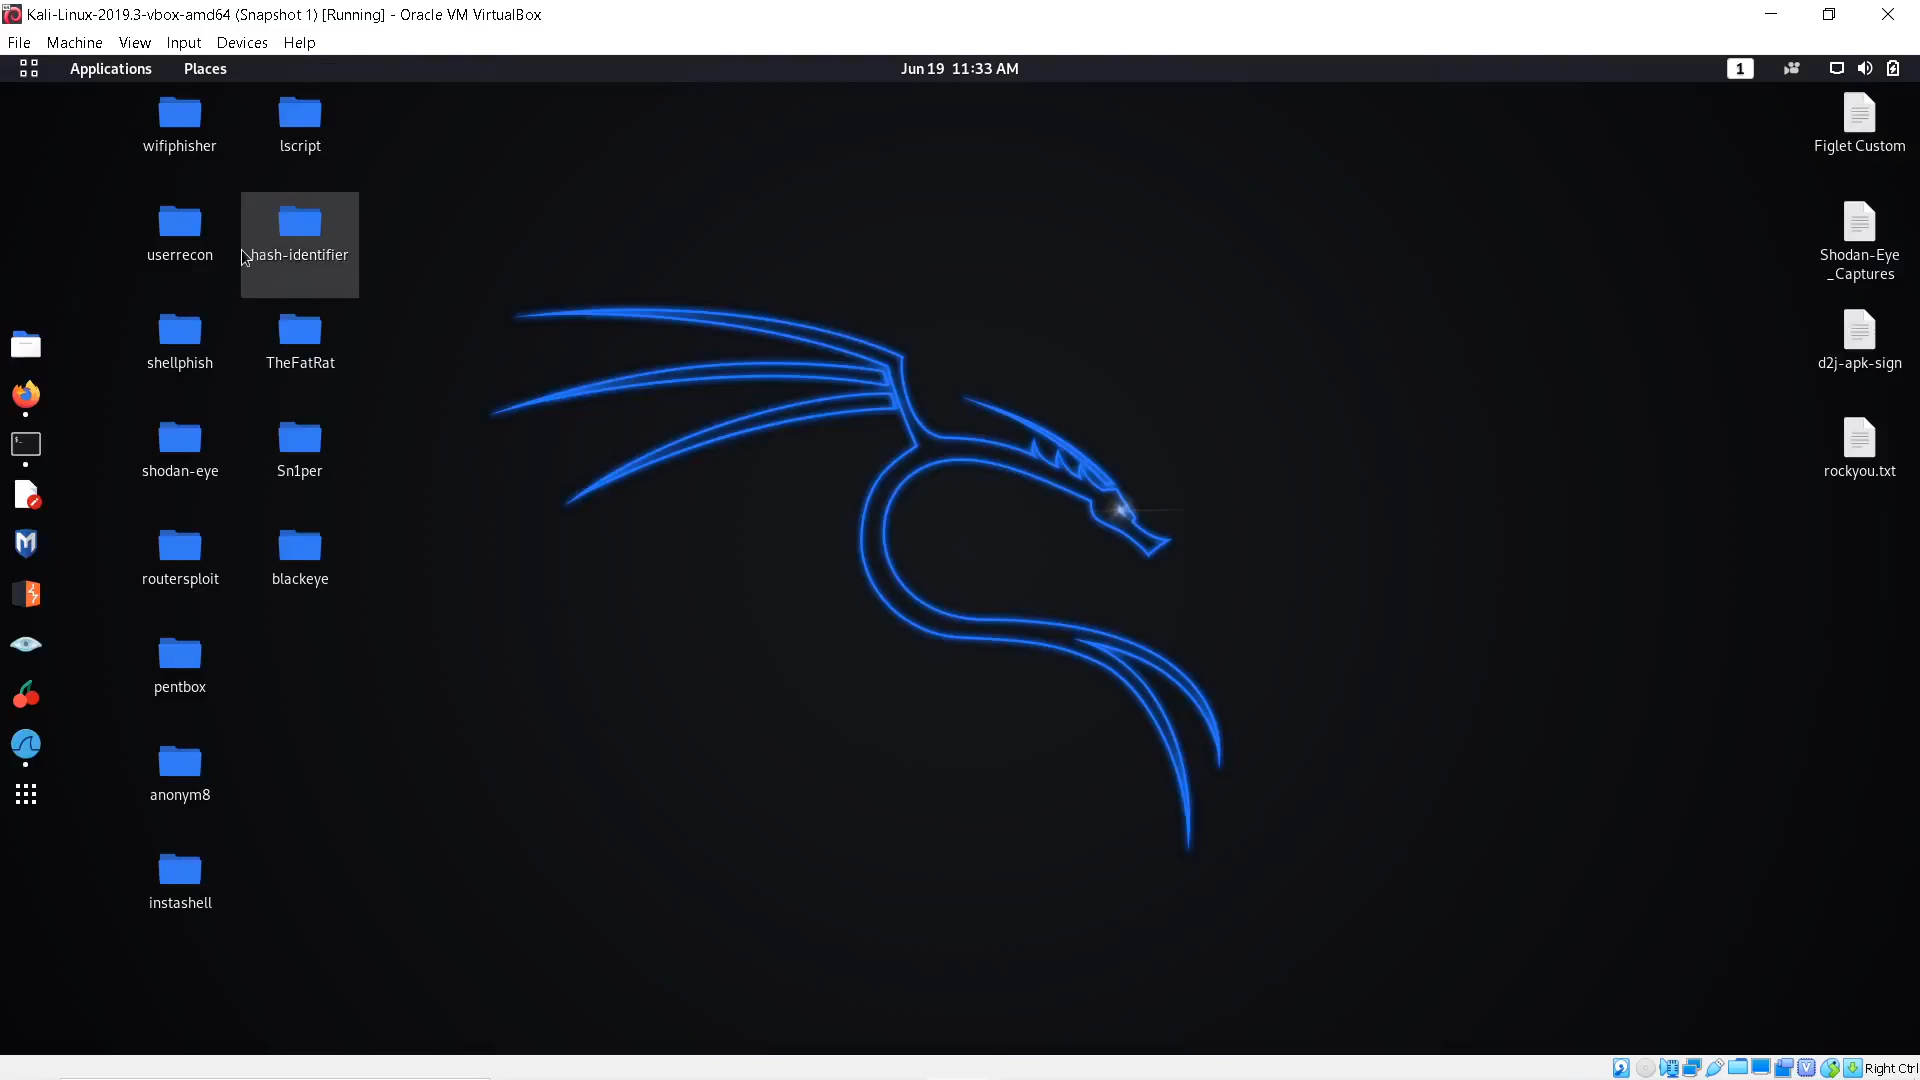 Kali-Linux-2019.3-vbox-amd64 (Snapshot 1) [Running] - Oracle VM VirtualBox
File Machine View Input Devices Help
Applications Places Jun 19 11:33 AM 1
wifiphisher lscript Figlet Custom
userrecon hash-identifier Shodan-Eye
_Captures
shellphish TheFatRat d2j-apk-sign
shodan-eye Sn1per rockyou.txt
routersploit blackeye
pentbox
anonym8
instashell
Right Ctrl